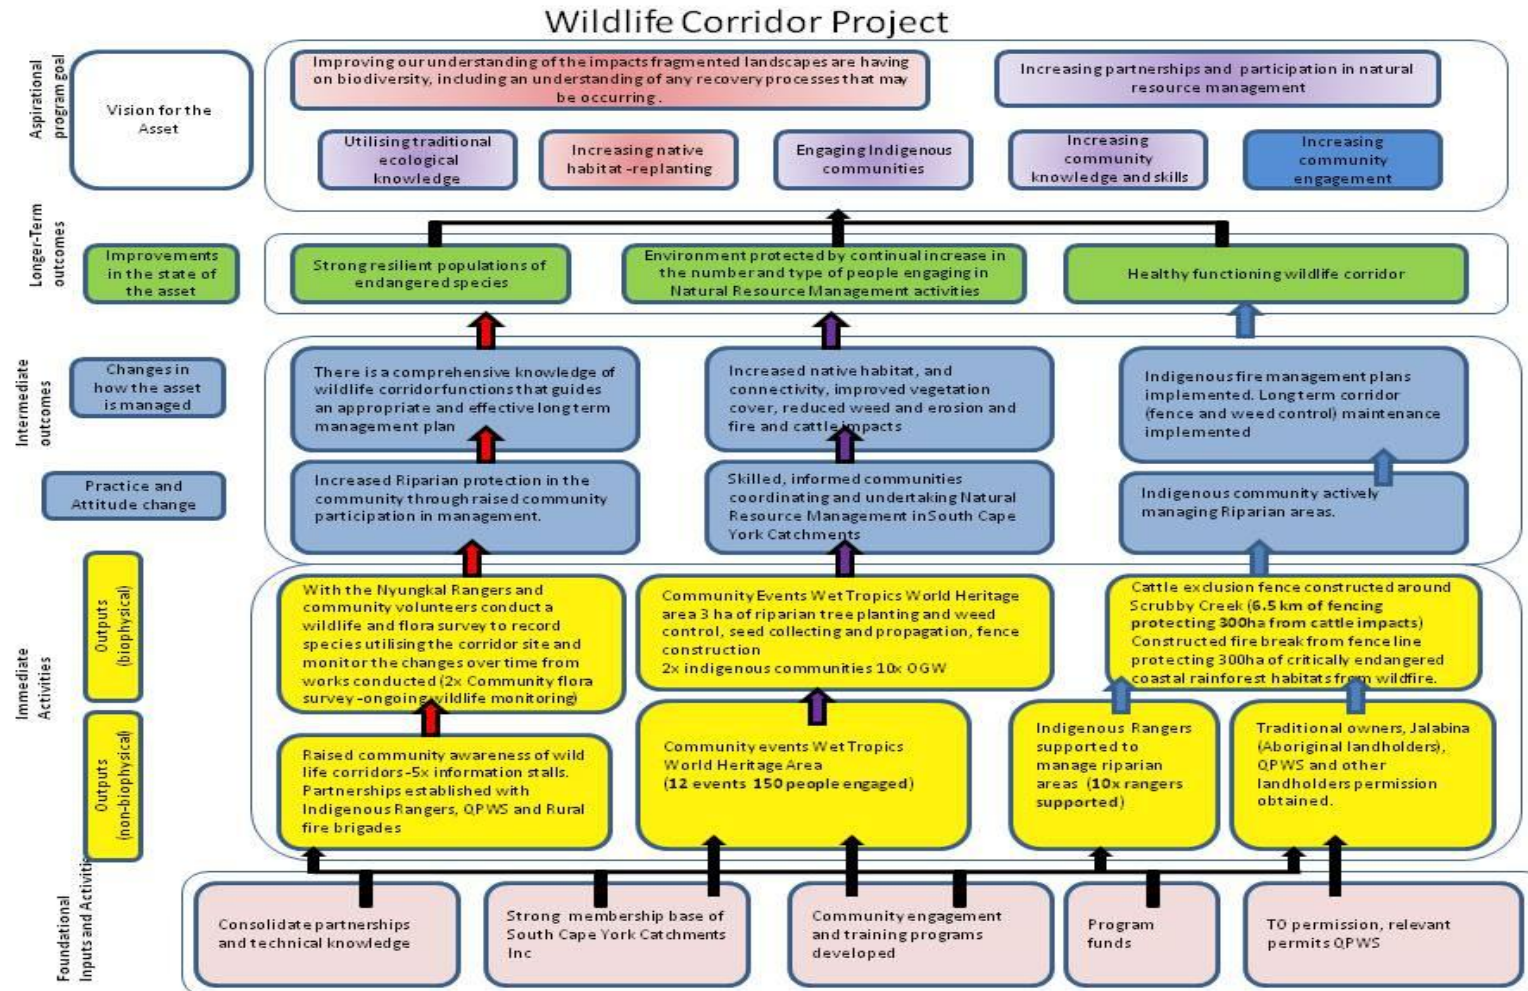 Wildlife Corridor Project
Aspirational
program goal
Vision for the
Asset
Improving our understanding of the impacts fragmented landscapes are having
on biodiversity, including an understanding of any recovery processes that may
be occurring .
Increasing partnerships and participation in natural
resource management
Utilising traditional
ecological
knowledge
Increasing native
habitat -replanting
Engaging Indigenous
communities
Increasing
community
knowledge and skills
Increasing
community
engagement
Longer-Term
outcomes
Improvements
in the state of
the asset
Strong resilient populations of
endangered species
Environment protected by continual increase in
the number and type of people engaging in
Natural Resource Management activities
Healthy functioning wildlife corridor
Intermediate
outcomes
Changes in
how the asset
is managed
There is a comprehensive knowledge of
wildlife corridor functions that guides
an appropriate and effective long term
management plan
Increased native habitat, and
connectivity, improved vegetation
cover, reduced weed and erosion and
fire and cattle impacts
Indigenous fire management plans
implemented. Long term corridor
(fence and weed control) maintenance
implemented
Practice and
Attitude change
Increased Riparian protection in the
community through raised community
participation in management.
Skilled, informed communities
coordinating and undertaking Natural
Resource Management in South Cape
York Catchments
Indigenous community actively
managing Riparian areas.
Immediate
Activities
Outputs
(biophysical)
With the Nyungkal Rangers and
community volunteers conduct a
wildlife and flora survey to record
species utilising the corridor site and
monitor the changes over time from
works conducted (2x Community flora
survey -ongoing wildlife monitoring)
Community Events Wet Tropics World Heritage
area 3 ha of riparian tree planting and weed
control, seed collecting and propagation, fence
construction
2x indigenous communities 10x OGW
Cattle exclusion fence constructed around
Scrubby Creek (6.5 km of fencing
protecting 300ha from cattle impacts)
Constructed fire break from fence line
protecting 300ha of critically endangered
coastal rainforest habitats from wildfire.
Outputs
(non-biophysical)
Raised community awareness of wild
life corridors -5x information stalls.
Partnerships established with
Indigenous Rangers, QPWS and Rural
fire brigades
Community events Wet Tropics
World Heritage Area
(12 events 150 people engaged)
Indigenous Rangers
supported to
manage riparian
areas (10x rangers
supported)
Traditional owners, Jalabina
(Aboriginal landholders),
QPWS and other
landholders permission
obtained.
Foundational
Inputs and Activitie
Consolidate partnerships
and technical knowledge
Strong membership base of
South Cape York Catchments
Inc
Community engagement
and training programs
developed
Program
funds
TO permission, relevant
permits QPWS